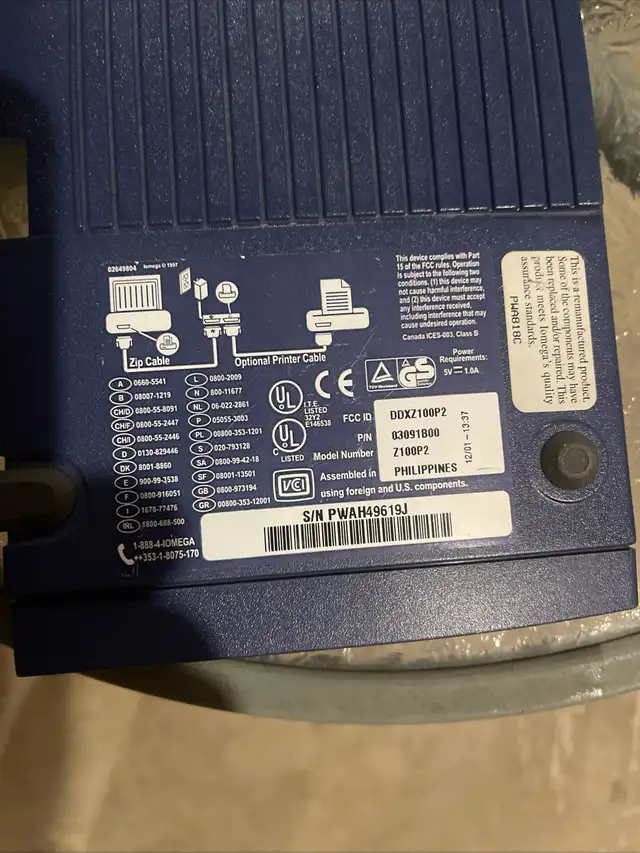 02649804 Iomega © 1997
Zip Cable
Optional Printer Cable
This device complies with Part
15 of the FCC rules. Operation
is subject to the following two
conditions. (1) this device may
not cause harmful interference,
and (2) this device must accept
any interference received,
including interference that may
cause undesired operation.
Canada ICES-003, Class B
This is a remanufactured product.
Some of the components may have
been replaced and/or repaired. This
product meets Iomega's quality
assurance standards.
PWAB18C
A 0660-5541
B 08007-1219
CH/D 0800-55-8091
CH/F 0800-55-2447
CH/I 0800-55-2446
D 0130-829446
DK 8001-8860
E 900-99-3538
F 0800-916051
I 1678-77476
IRL 1800-688-500
1-888-4-IOMEGA
++353-1-8075-170
L 0800-2009
N 800-11677
NL 06-022-2861
P 05055-3003
PL 00800-353-1201
S 020-793128
SA 0800-99-42-18
SF 08001-13501
GB 0800-973194
GR 00800-353-12001
UL
I.T.E.
LISTED
32Y2
E146538
C UL
LISTED
VCI
CE
TÜV Rheinland
GS
Power
Requirements:
5V ⎓ 1.0A
FCC ID DDXZ100P2
P/N 03091B00
Model Number Z100P2
12/01 - 13:37
Assembled in PHILIPPINES
using foreign and U.S. components.
S/N PWAH49619J